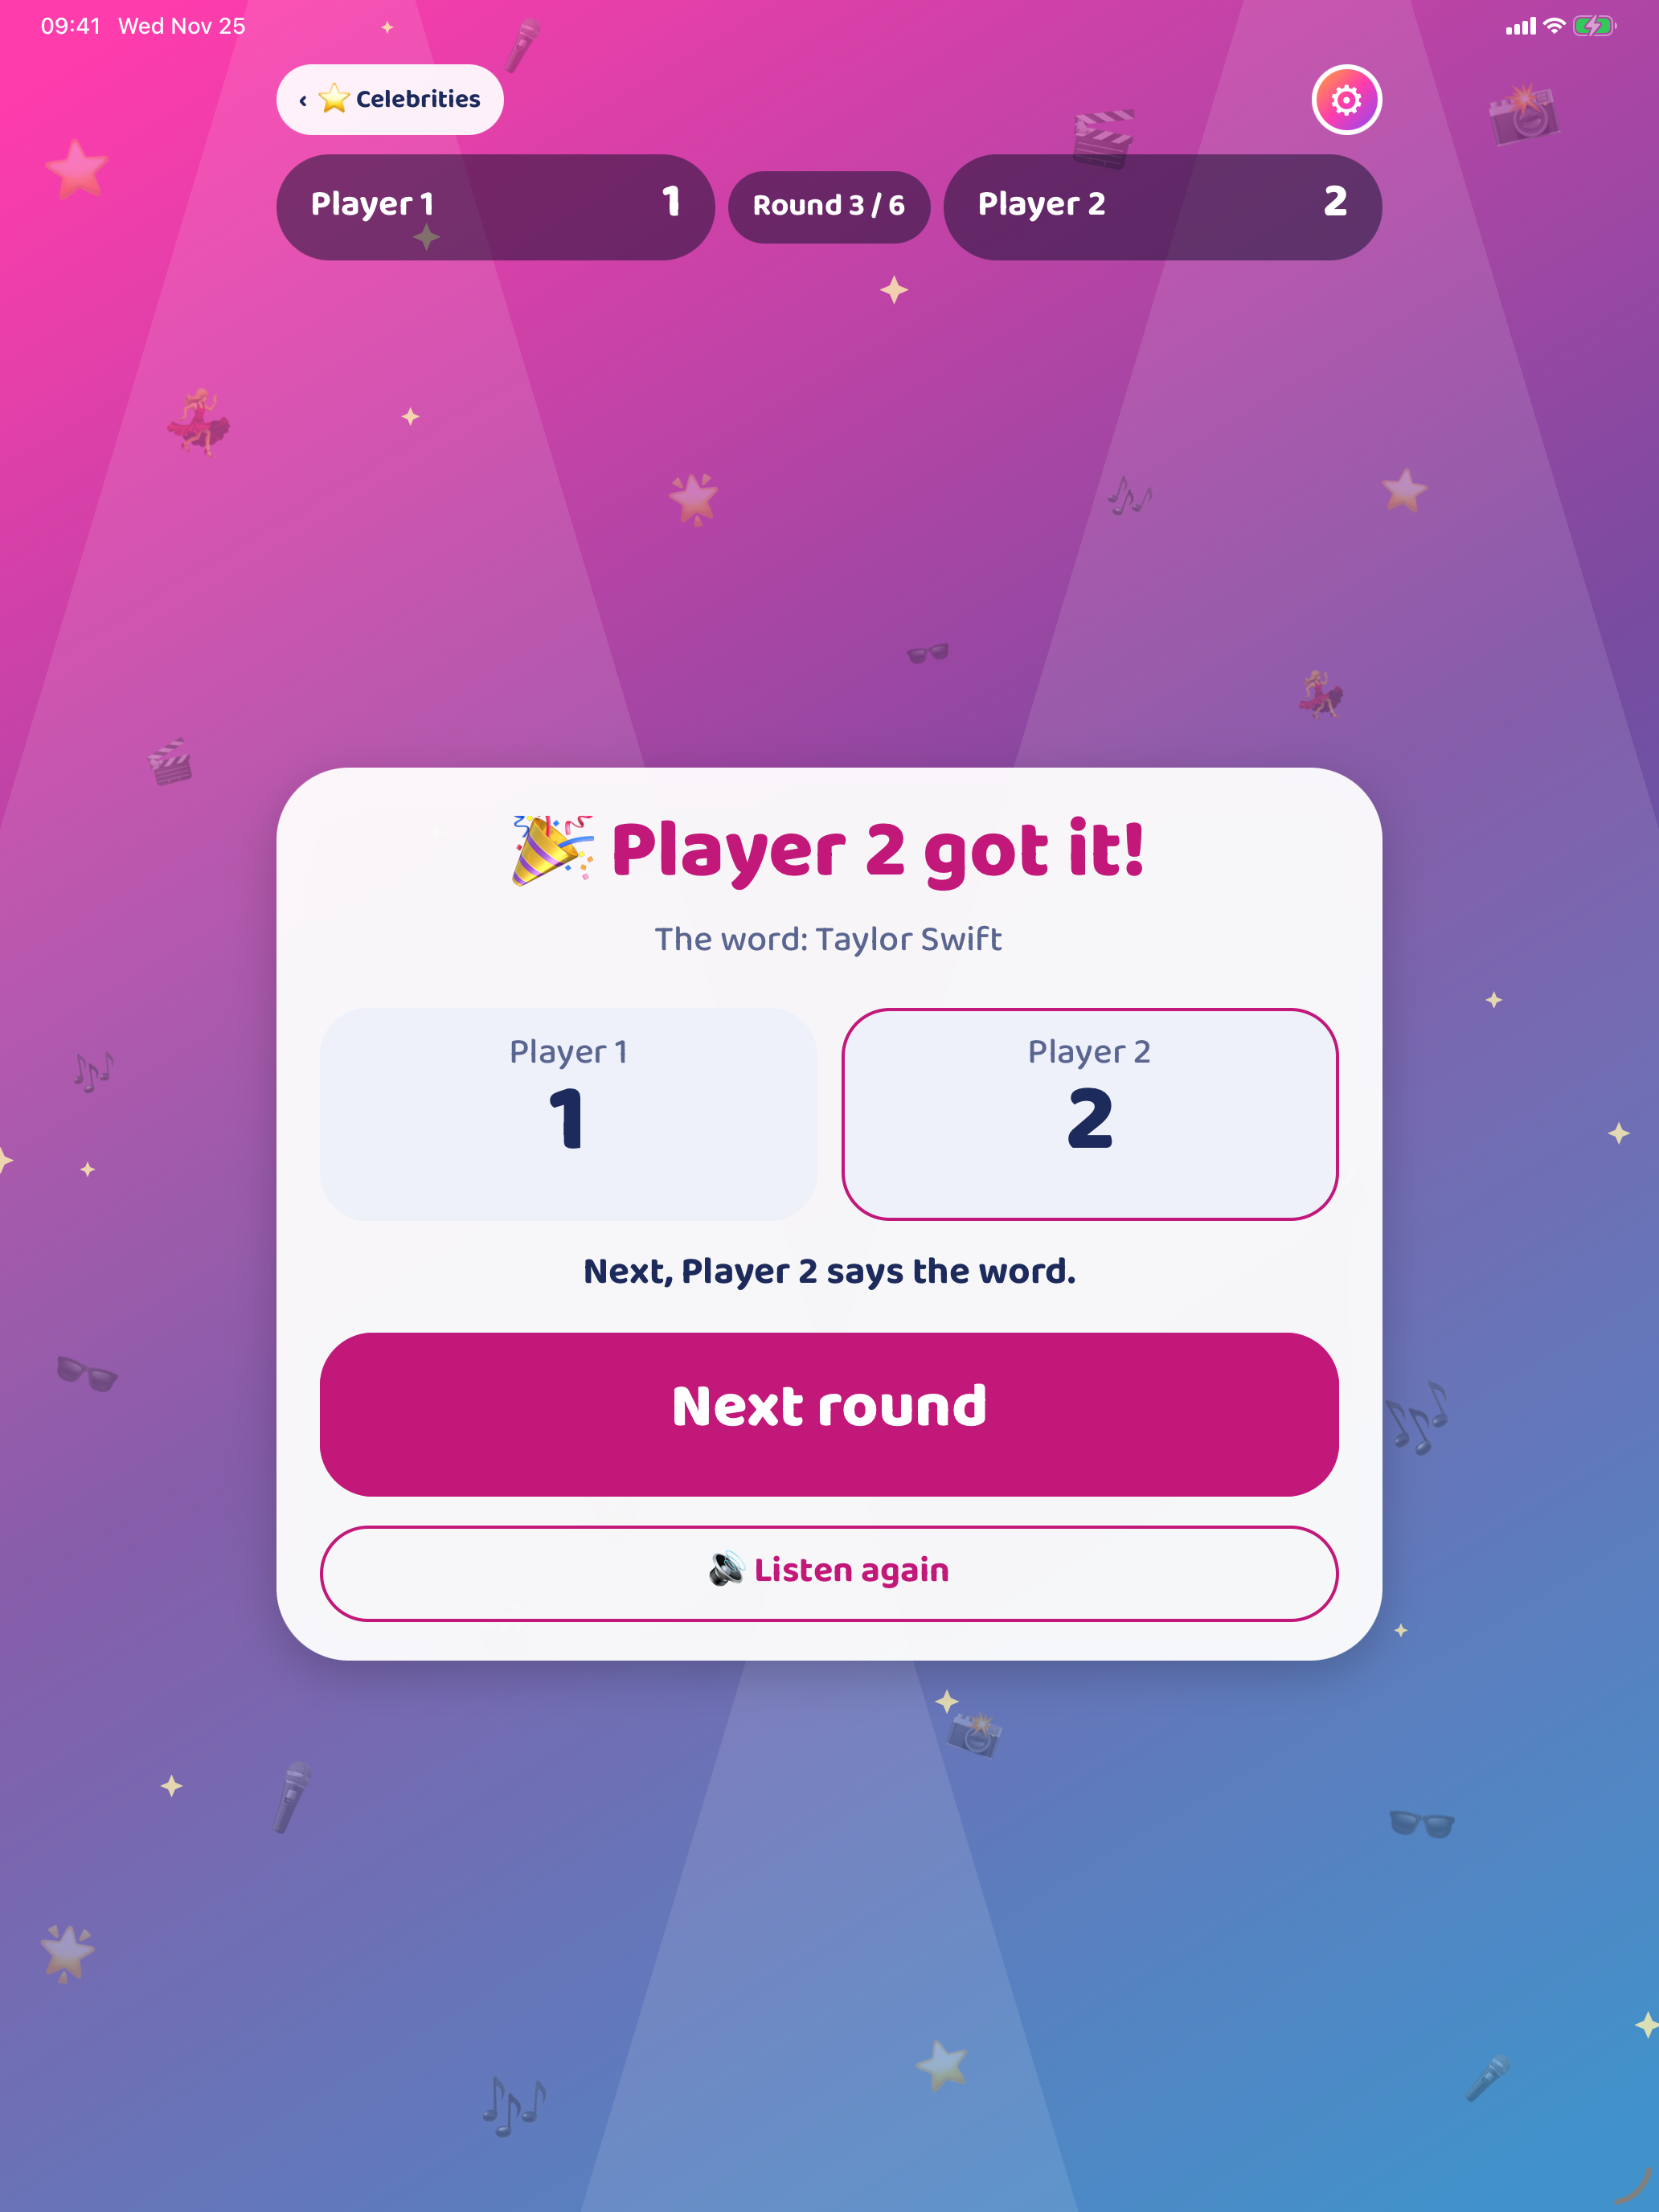 09:41 Wed Nov 25
‹ ⭐ Celebrities
Player 1 1
Round 3 / 6
Player 2 2
🎉 Player 2 got it!
The word: Taylor Swift
Player 1
1
Player 2
2
Next, Player 2 says the word.
Next round
🔊 Listen again